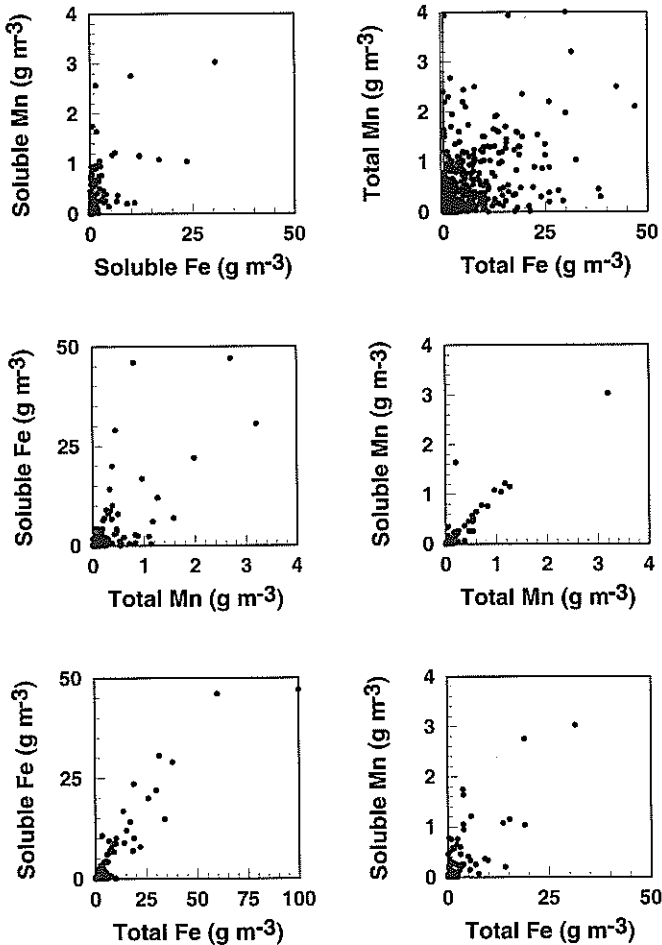 Soluble Mn (g m-3)
4
3
2
1
0
0 25 50
Soluble Fe (g m-3)
Total Mn (g m-3)
4
3
2
1
0
0 25 50
Total Fe (g m-3)
Soluble Fe (g m-3)
50
25
0
0 1 2 3 4
Total Mn (g m-3)
Soluble Mn (g m-3)
4
3
2
1
0
0 1 2 3 4
Total Mn (g m-3)
Soluble Fe (g m-3)
50
25
0
0 25 50 75 100
Total Fe (g m-3)
Soluble Mn (g m-3)
4
3
2
1
0
0 25 50
Total Fe (g m-3)